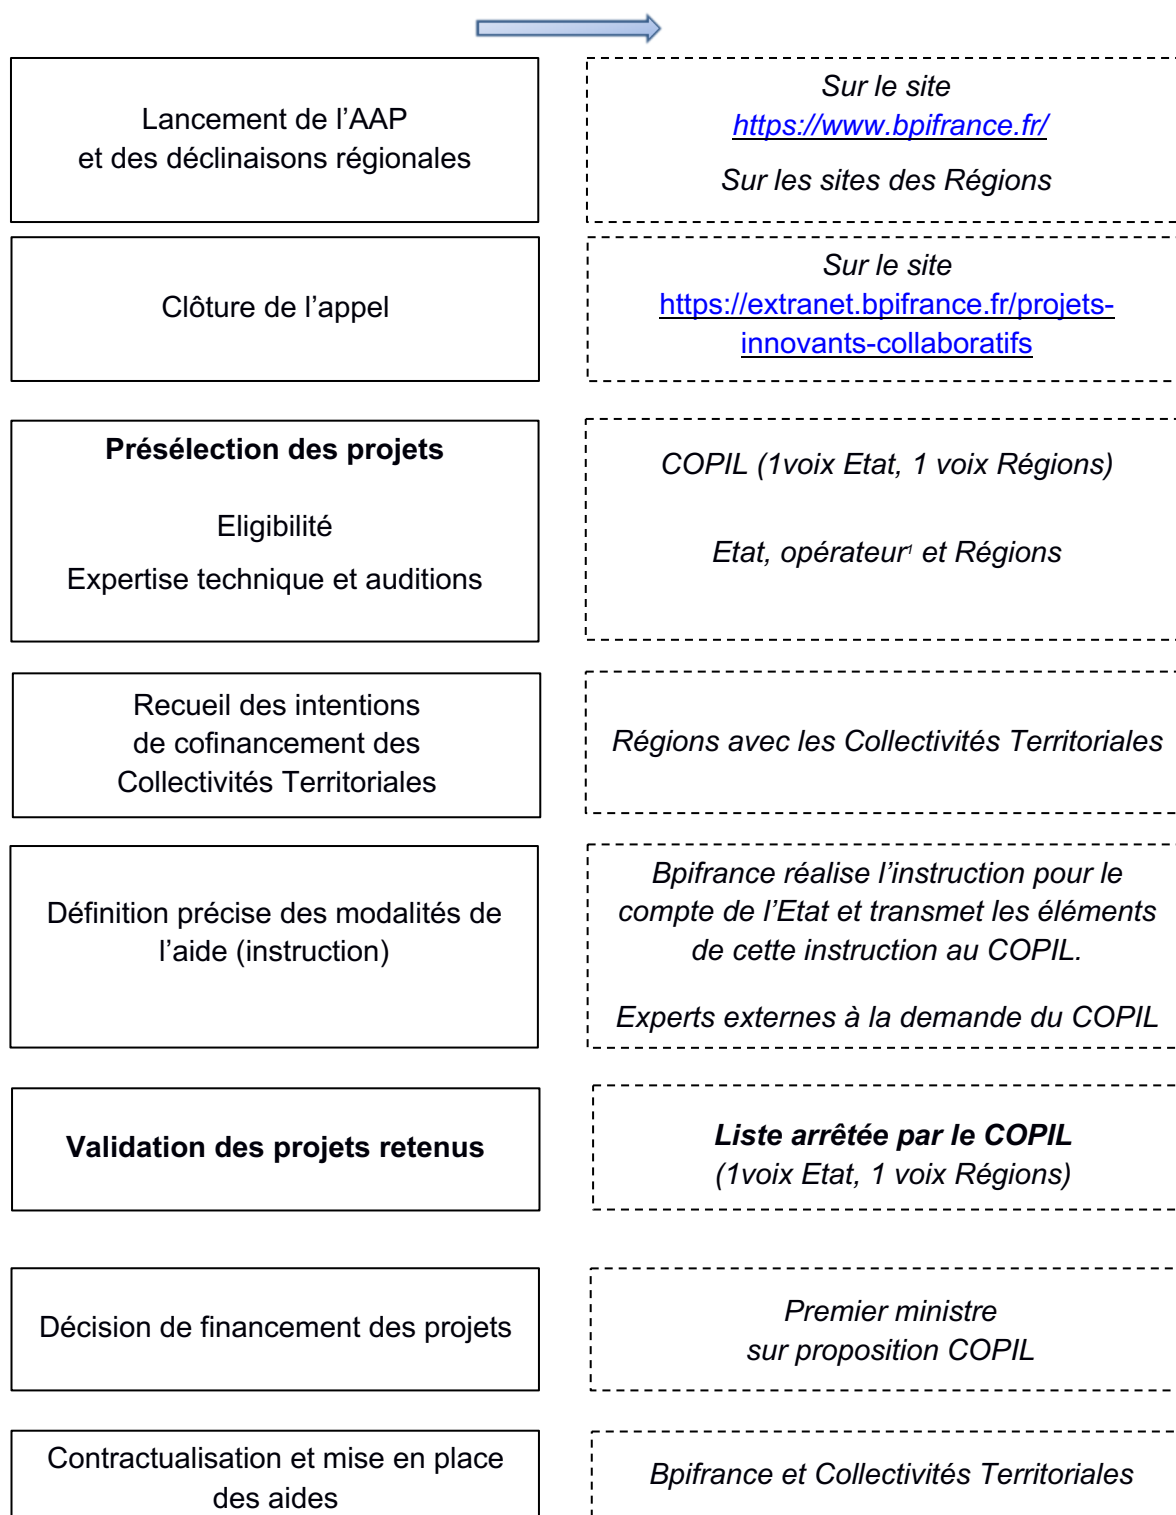 Lancement de l’AAP
et des déclinaisons régionales
Sur le site
https://www.bpifrance.fr/
Sur les sites des Régions
Clôture de l’appel
Sur le site
https://extranet.bpifrance.fr/projets-
innovants-collaboratifs
Présélection des projets
Eligibilité
Expertise technique et auditions
COPIL (1voix Etat, 1 voix Régions)
Etat, opérateur¹ et Régions
Recueil des intentions
de cofinancement des
Collectivités Territoriales
Régions avec les Collectivités Territoriales
Définition précise des modalités de
l’aide (instruction)
Bpifrance réalise l’instruction pour le
compte de l’Etat et transmet les éléments
de cette instruction au COPIL.
Experts externes à la demande du COPIL
Validation des projets retenus
Liste arrêtée par le COPIL
(1voix Etat, 1 voix Régions)
Décision de financement des projets
Premier ministre
sur proposition COPIL
Contractualisation et mise en place
des aides
Bpifrance et Collectivités Territoriales